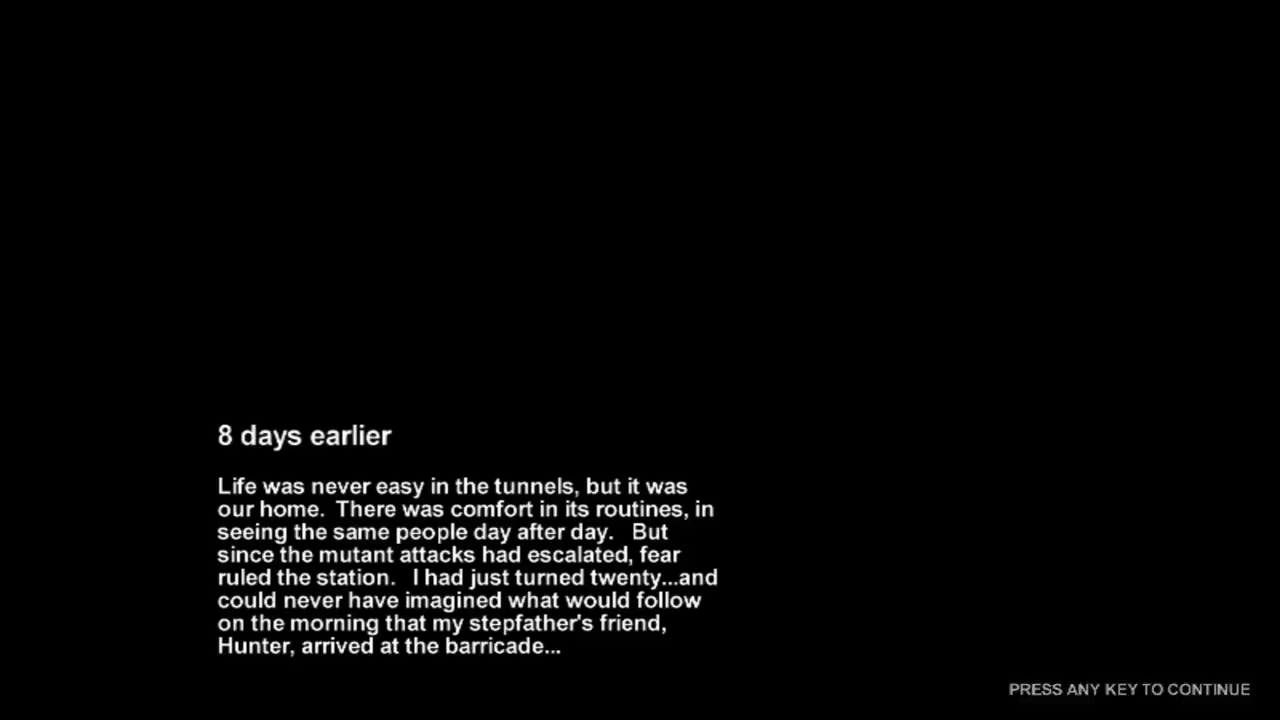 8 days earlier
Life was never easy in the tunnels, but it was
our home.  There was comfort in its routines, in
seeing the same people day after day.   But
since the mutant attacks had escalated, fear
ruled the station.   I had just turned twenty...and
could never have imagined what would follow
on the morning that my stepfather's friend,
Hunter, arrived at the barricade...
PRESS ANY KEY TO CONTINUE